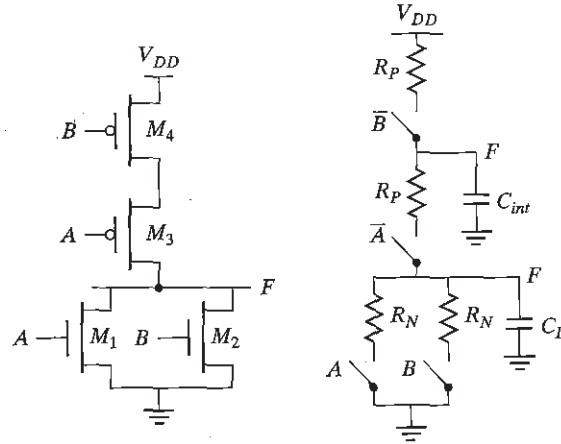 V_DD
B
M_4
A
M_3
F
A
M_1
B
M_2
V_DD
R_P
B̅
F
R_P
C_int
A̅
F
R_N
R_N
C_L
A
B